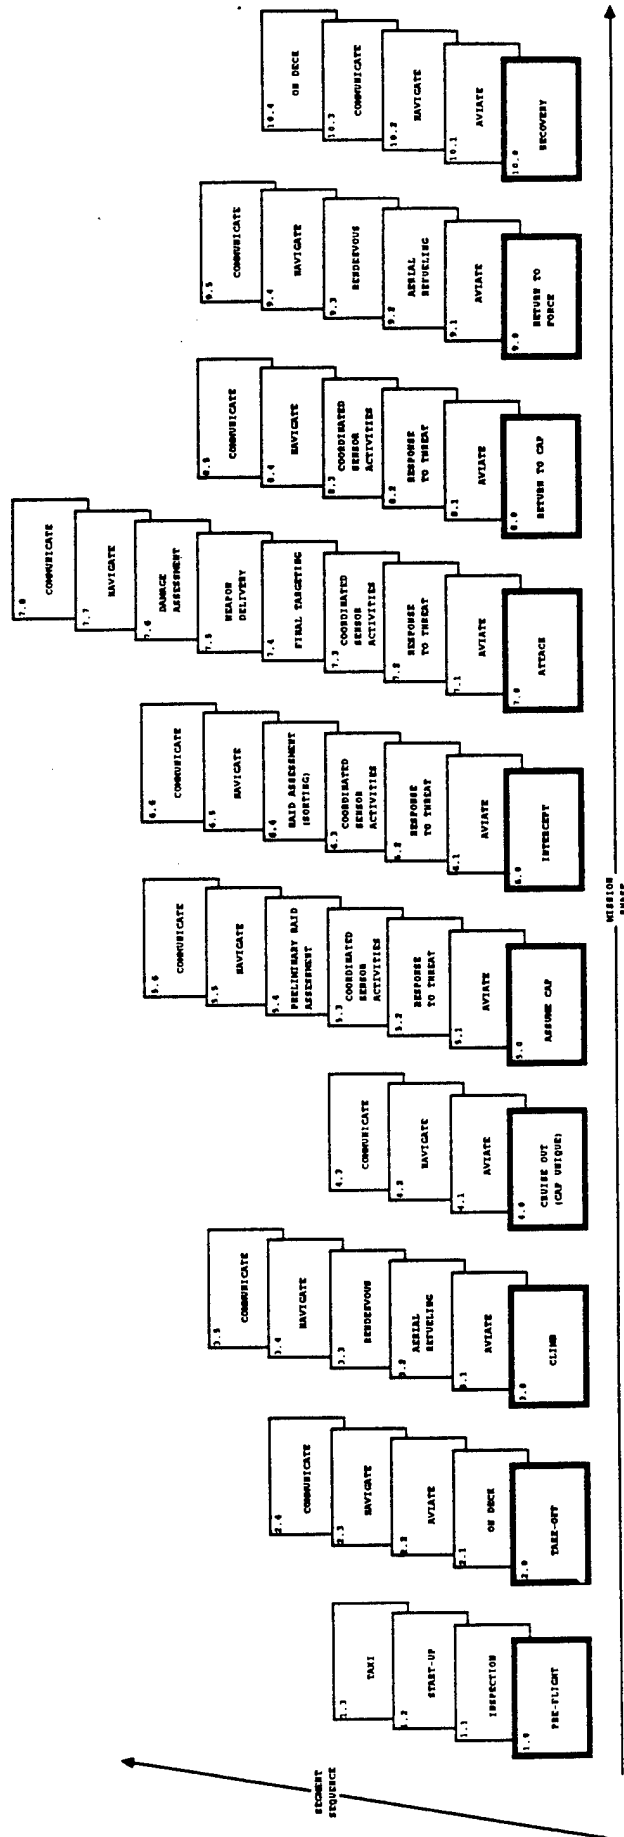 SEGMENT
SEQUENCE
1.3
TAXI
1.2
START-UP
1.1
INSPECTION
1.0
PRE-FLIGHT
2.4
COMMUNICATE
2.3
NAVIGATE
2.2
AVIATE
2.1
ON DECK
2.0
TAKE-OFF
3.5
COMMUNICATE
3.4
NAVIGATE
3.3
RENDEVOUS
3.2
AERIAL
REFUELING
3.1
AVIATE
3.0
CLIMB
4.3
COMMUNICATE
4.2
NAVIGATE
4.1
AVIATE
4.0
CRUISE OUT
(CAP UNIQUE)
5.6
COMMUNICATE
5.5
NAVIGATE
5.4
PRELIMINARY RAID
ASSESSMENT
5.3
COORDINATED
SENSOR
ACTIVITIES
5.2
RESPONSE
TO THREAT
5.1
AVIATE
5.0
ASSUME CAP
6.6
COMMUNICATE
6.5
NAVIGATE
6.4
RAID ASSESSMENT
(SORTING)
6.3
COORDINATED
SENSOR
ACTIVITIES
6.2
RESPONSE
TO THREAT
6.1
AVIATE
6.0
INTERCEPT
7.8
COMMUNICATE
7.7
NAVIGATE
7.6
DAMAGE
ASSESSMENT
7.5
WEAPON
DELIVERY
7.4
FINAL TARGETING
7.3
COORDINATED
SENSOR
ACTIVITIES
7.2
RESPONSE
TO THREAT
7.1
AVIATE
7.0
ATTACK
8.5
COMMUNICATE
8.4
NAVIGATE
8.3
COORDINATED
SENSOR
ACTIVITIES
8.2
RESPONSE
TO THREAT
8.1
AVIATE
8.0
RETURN TO CAP
9.5
COMMUNICATE
9.4
NAVIGATE
9.3
RENDEVOUS
9.2
AERIAL
REFUELING
9.1
AVIATE
9.0
RETURN TO
FORCE
10.4
ON DECK
10.3
COMMUNICATE
10.2
NAVIGATE
10.1
AVIATE
10.0
RECOVERY
MISSION
PHASE